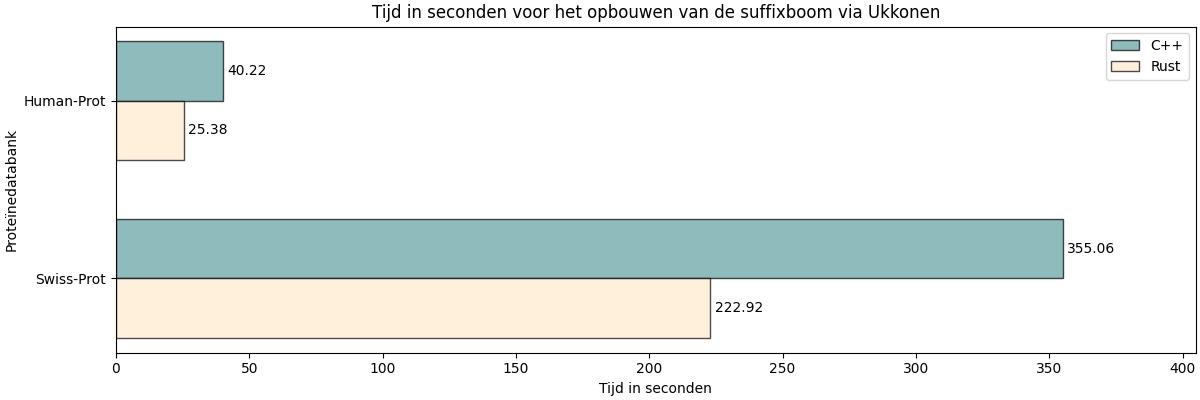 Tijd in seconden voor het opbouwen van de suffixboom via Ukkonen
C++
Rust
Proteïnedatabank
Human-Prot
40.22
25.38
Swiss-Prot
355.06
222.92
0 50 100 150 200 250 300 350 400
Tijd in seconden